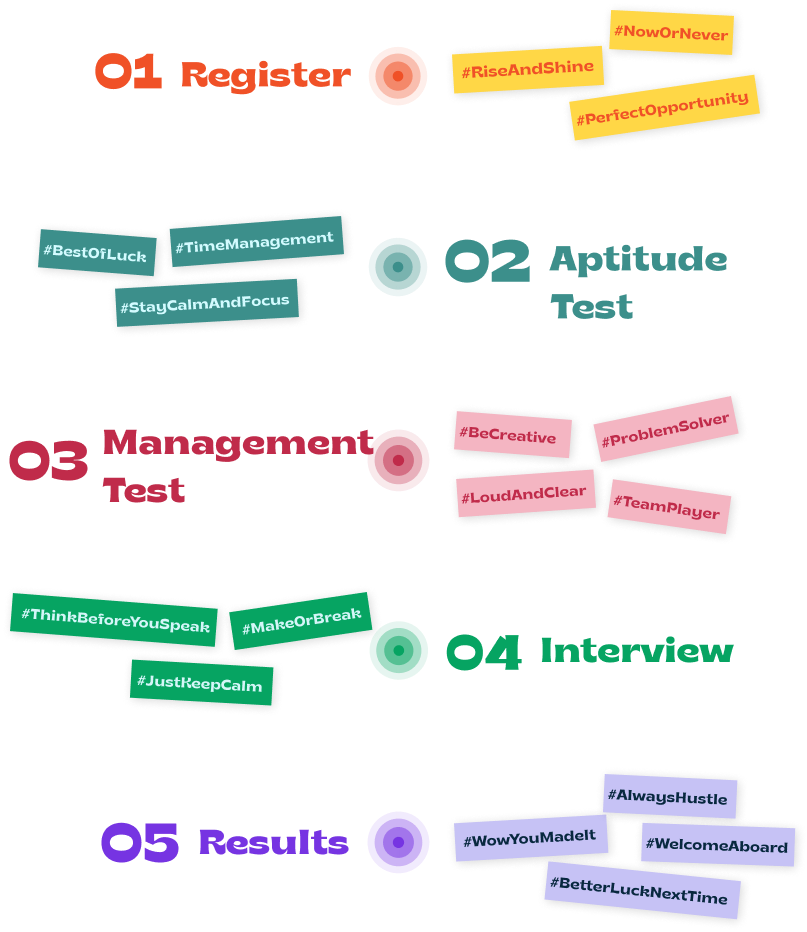 01 Register
#NowOrNever
#RiseAndShine
#PerfectOpportunity
#BestOfLuck
#TimeManagement
#StayCalmAndFocus
02 Aptitude
Test
03 Management
Test
#BeCreative
#ProblemSolver
#LoudAndClear
#TeamPlayer
#ThinkBeforeYouSpeak
#MakeOrBreak
#JustKeepCalm
04 Interview
05 Results
#AlwaysHustle
#WowYouMadeIt
#WelcomeAboard
#BetterLuckNextTime